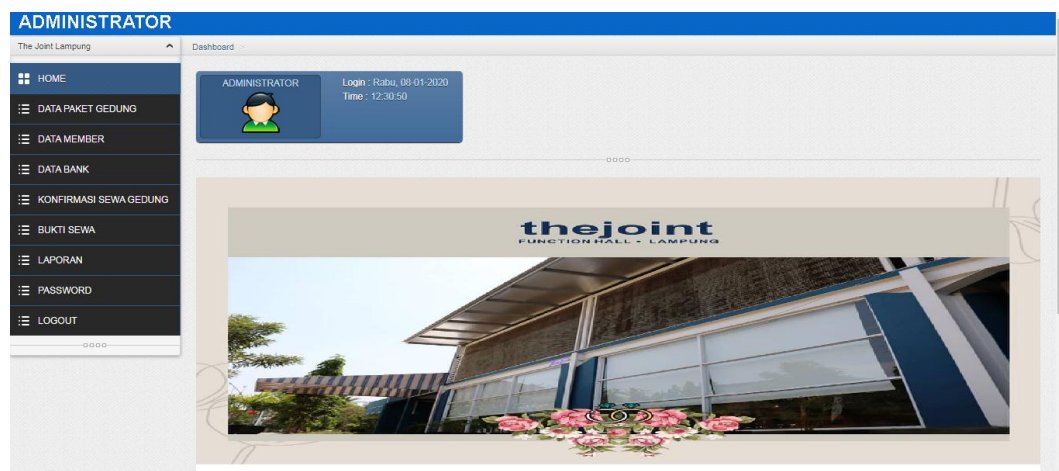 ADMINISTRATOR
The Joint Lampung
Dashboard
HOME
DATA PAKET GEDUNG
DATA MEMBER
DATA BANK
KONFIRMASI SEWA GEDUNG
BUKTI SEWA
LAPORAN
PASSWORD
LOGOUT
ADMINISTRATOR
Login : Rabu, 08-01-2020
Time : 12:30:50
thejoint
FUNCTION HALL • LAMPUNG